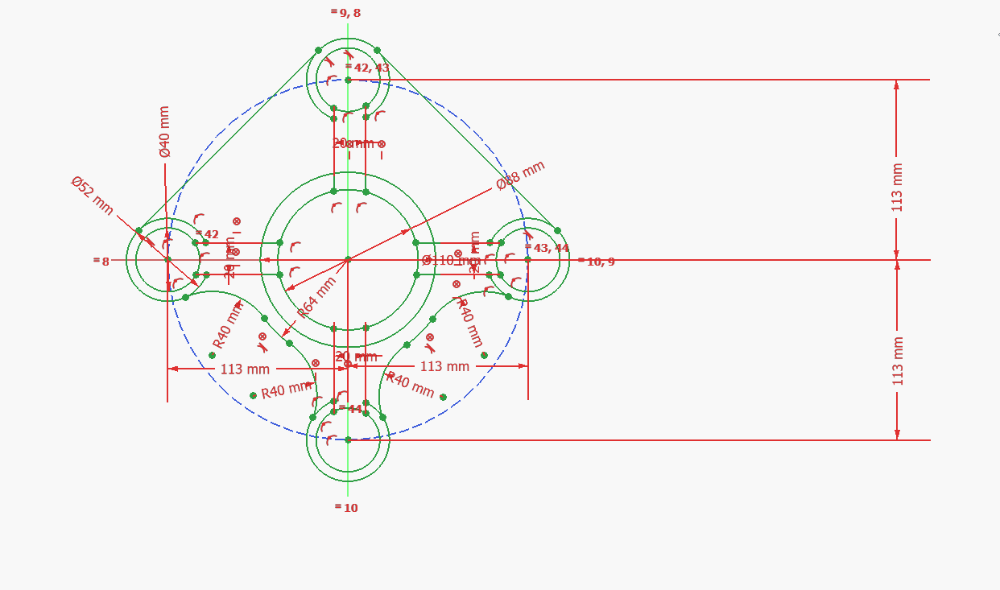 = 9, 8
= 42, 43
Ø40 mm
20 mm
Ø88 mm
113 mm
Ø52 mm
= 42
= 43, 44
20 mm
20 mm
= 8
Ø110 mm
= 10, 9
R64 mm
R40 mm
R40 mm
113 mm
20 mm
113 mm
113 mm
R40 mm
R40 mm
= 44
= 10